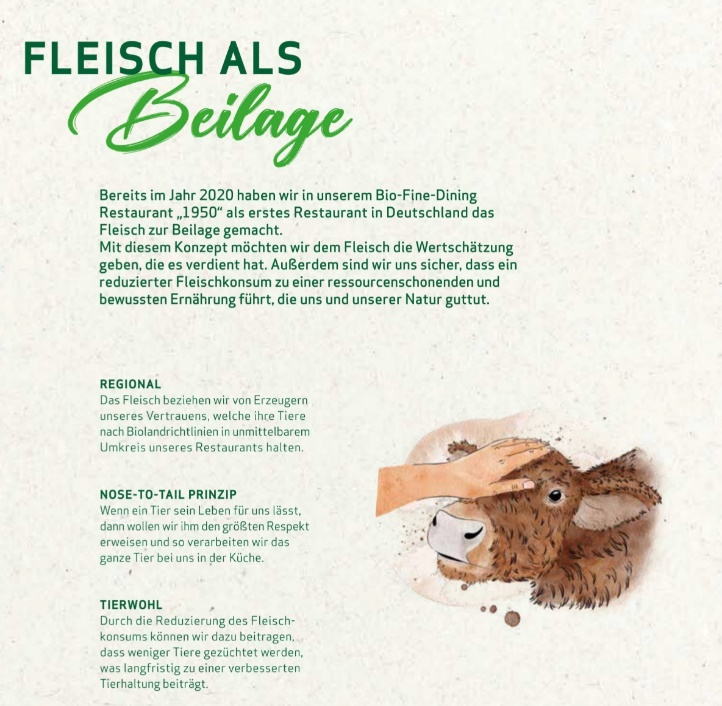 FLEISCH ALS
Beilage
Bereits im Jahr 2020 haben wir in unserem Bio-Fine-Dining
Restaurant „1950“ als erstes Restaurant in Deutschland das
Fleisch zur Beilage gemacht.
Mit diesem Konzept möchten wir dem Fleisch die Wertschätzung
geben, die es verdient hat. Außerdem sind wir uns sicher, dass ein
reduzierter Fleischkonsum zu einer ressourcenschonenden und
bewussten Ernährung führt, die uns und unserer Natur guttut.
REGIONAL
Das Fleisch beziehen wir von Erzeugern
unseres Vertrauens, welche ihre Tiere
nach Biolandrichtlinien in unmittelbarem
Umkreis unseres Restaurants halten.
NOSE-TO-TAIL PRINZIP
Wenn ein Tier sein Leben für uns lässt,
dann wollen wir ihm den größten Respekt
erweisen und so verarbeiten wir das
ganze Tier bei uns in der Küche.
TIERWOHL
Durch die Reduzierung des Fleisch-
konsums können wir dazu beitragen,
dass weniger Tiere gezüchtet werden,
was langfristig zu einer verbesserten
Tierhaltung beiträgt.